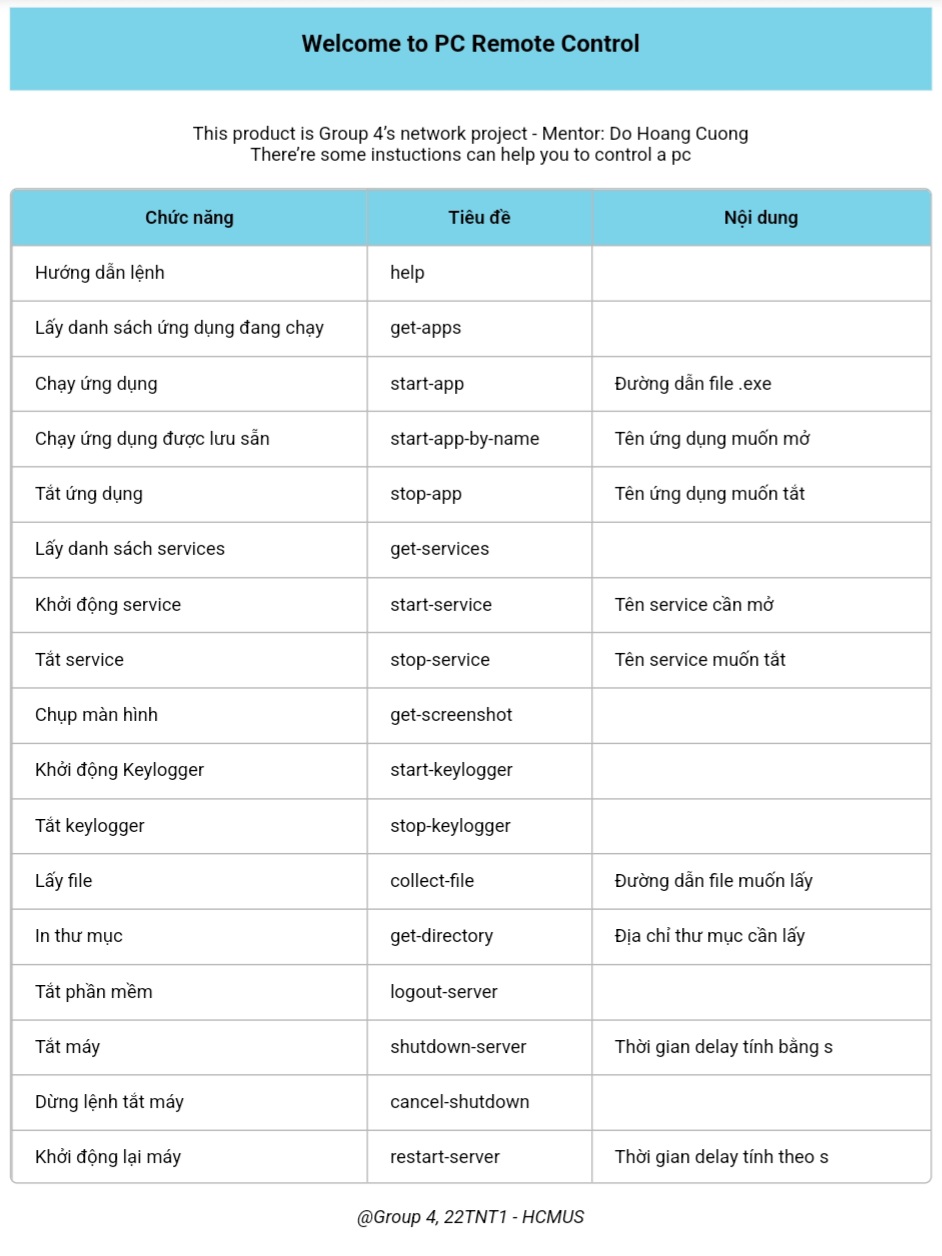 Welcome to PC Remote Control
This product is Group 4’s network project - Mentor: Do Hoang Cuong
There’re some instuctions can help you to control a pc
Chức năng Tiêu đề Nội dung
Hướng dẫn lệnh help
Lấy danh sách ứng dụng đang chạy get-apps
Chạy ứng dụng start-app Đường dẫn file .exe
Chạy ứng dụng được lưu sẵn start-app-by-name Tên ứng dụng muốn mở
Tắt ứng dụng stop-app Tên ứng dụng muốn tắt
Lấy danh sách services get-services
Khởi động service start-service Tên service cần mở
Tắt service stop-service Tên service muốn tắt
Chụp màn hình get-screenshot
Khởi động Keylogger start-keylogger
Tắt keylogger stop-keylogger
Lấy file collect-file Đường dẫn file muốn lấy
In thư mục get-directory Địa chỉ thư mục cần lấy
Tắt phần mềm logout-server
Tắt máy shutdown-server Thời gian delay tính bằng s
Dừng lệnh tắt máy cancel-shutdown
Khởi động lại máy restart-server Thời gian delay tính theo s
@Group 4, 22TNT1 - HCMUS